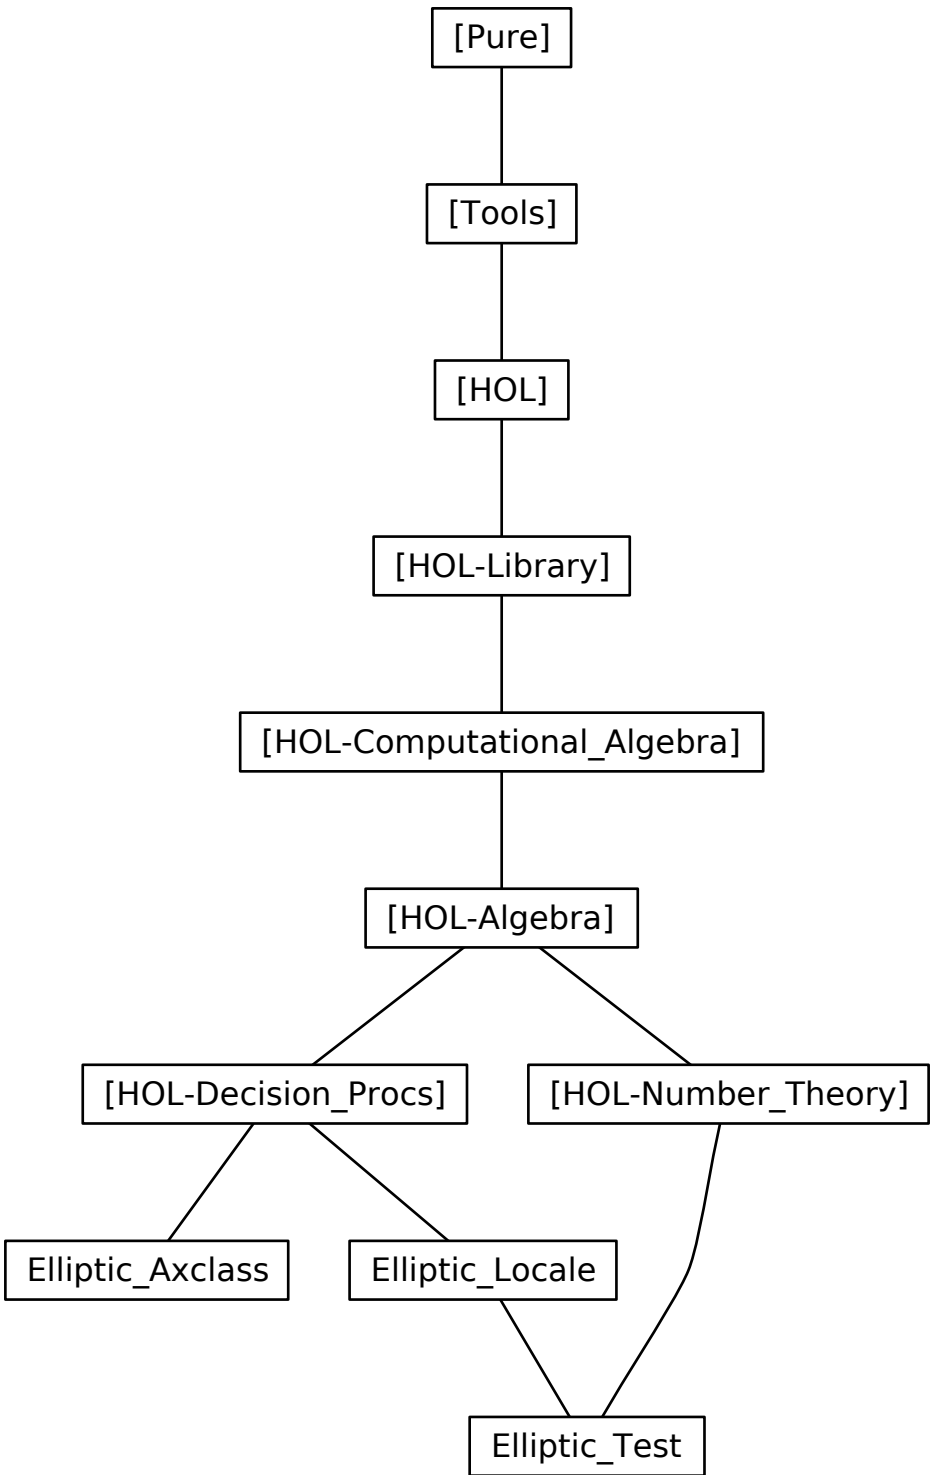 [Pure]
[Tools]
[HOL]
[HOL-Library]
[HOL-Computational_Algebra]
[HOL-Algebra]
[HOL-Decision_Procs]
[HOL-Number_Theory]
Elliptic_Axclass
Elliptic_Locale
Elliptic_Test